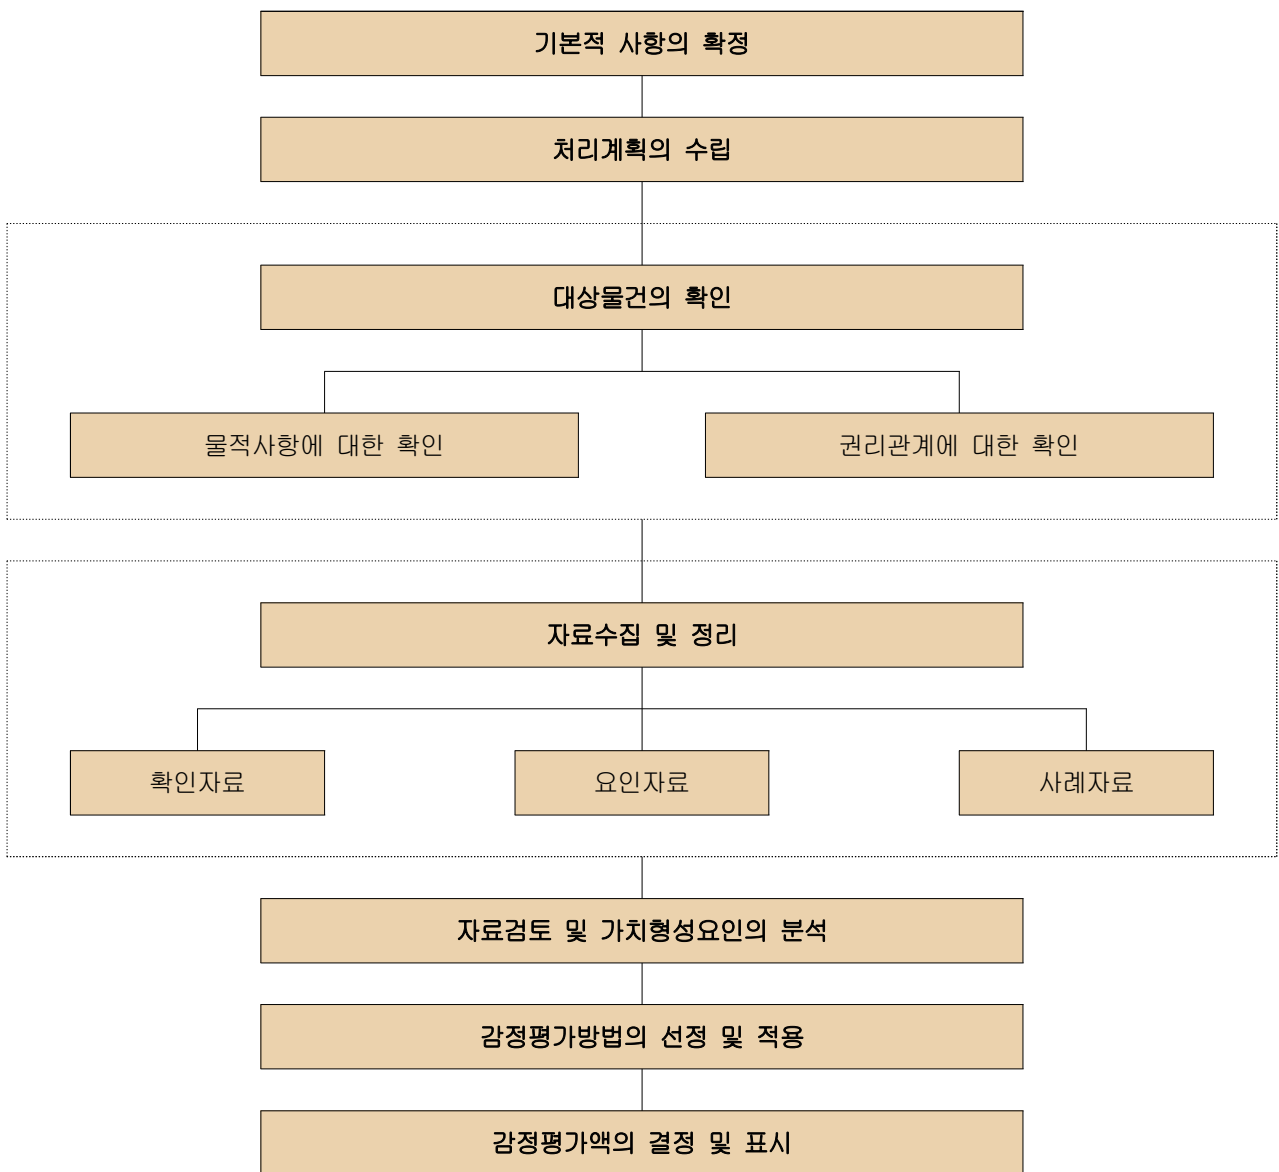 기본적 사항의 확정
처리계획의 수립
대상물건의 확인
물적사항에 대한 확인
권리관계에 대한 확인
자료수집 및 정리
확인자료
요인자료
사례자료
자료검토 및 가치형성요인의 분석
감정평가방법의 선정 및 적용
감정평가액의 결정 및 표시